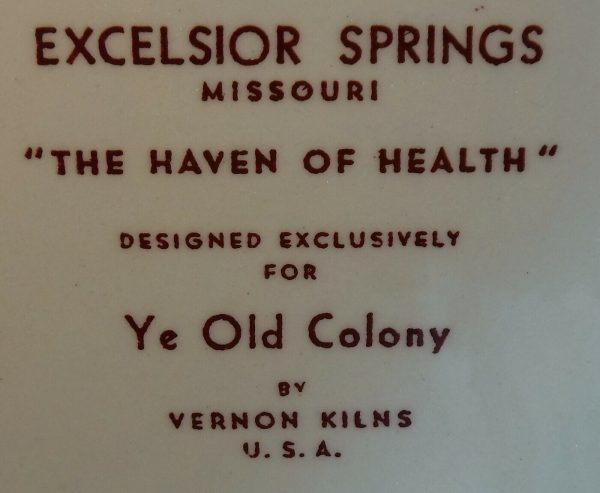 EXCELSIOR SPRINGS
MISSOURI
"THE HAVEN OF HEALTH"
DESIGNED EXCLUSIVELY
FOR
Ye Old Colony
BY
VERNON KILNS
U.S.A.